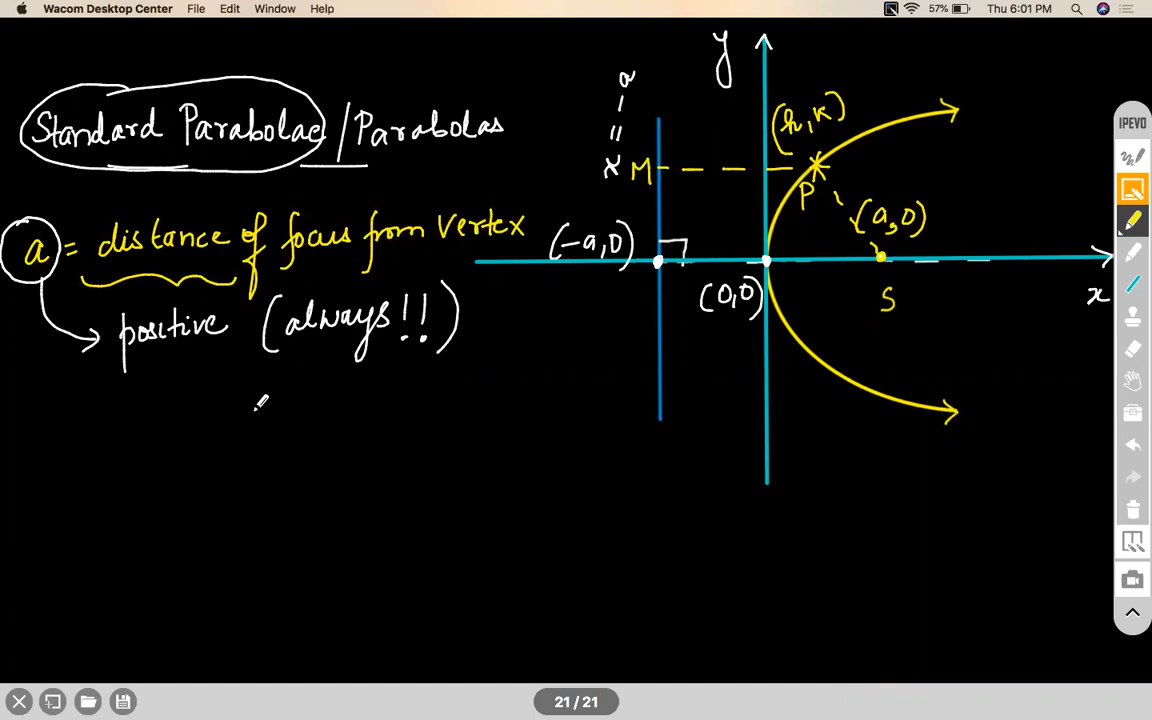 Wacom Desktop Center File Edit Window Help 57% Thu 6:01 PM
Standard Parabolae / Parabolas
a = distance of focus from vertex
positive (always!!)
y
x = -a
(h, k)
M
P
(a, 0)
(-a, 0)
(0, 0)
S
x
IPEVO
21 / 21